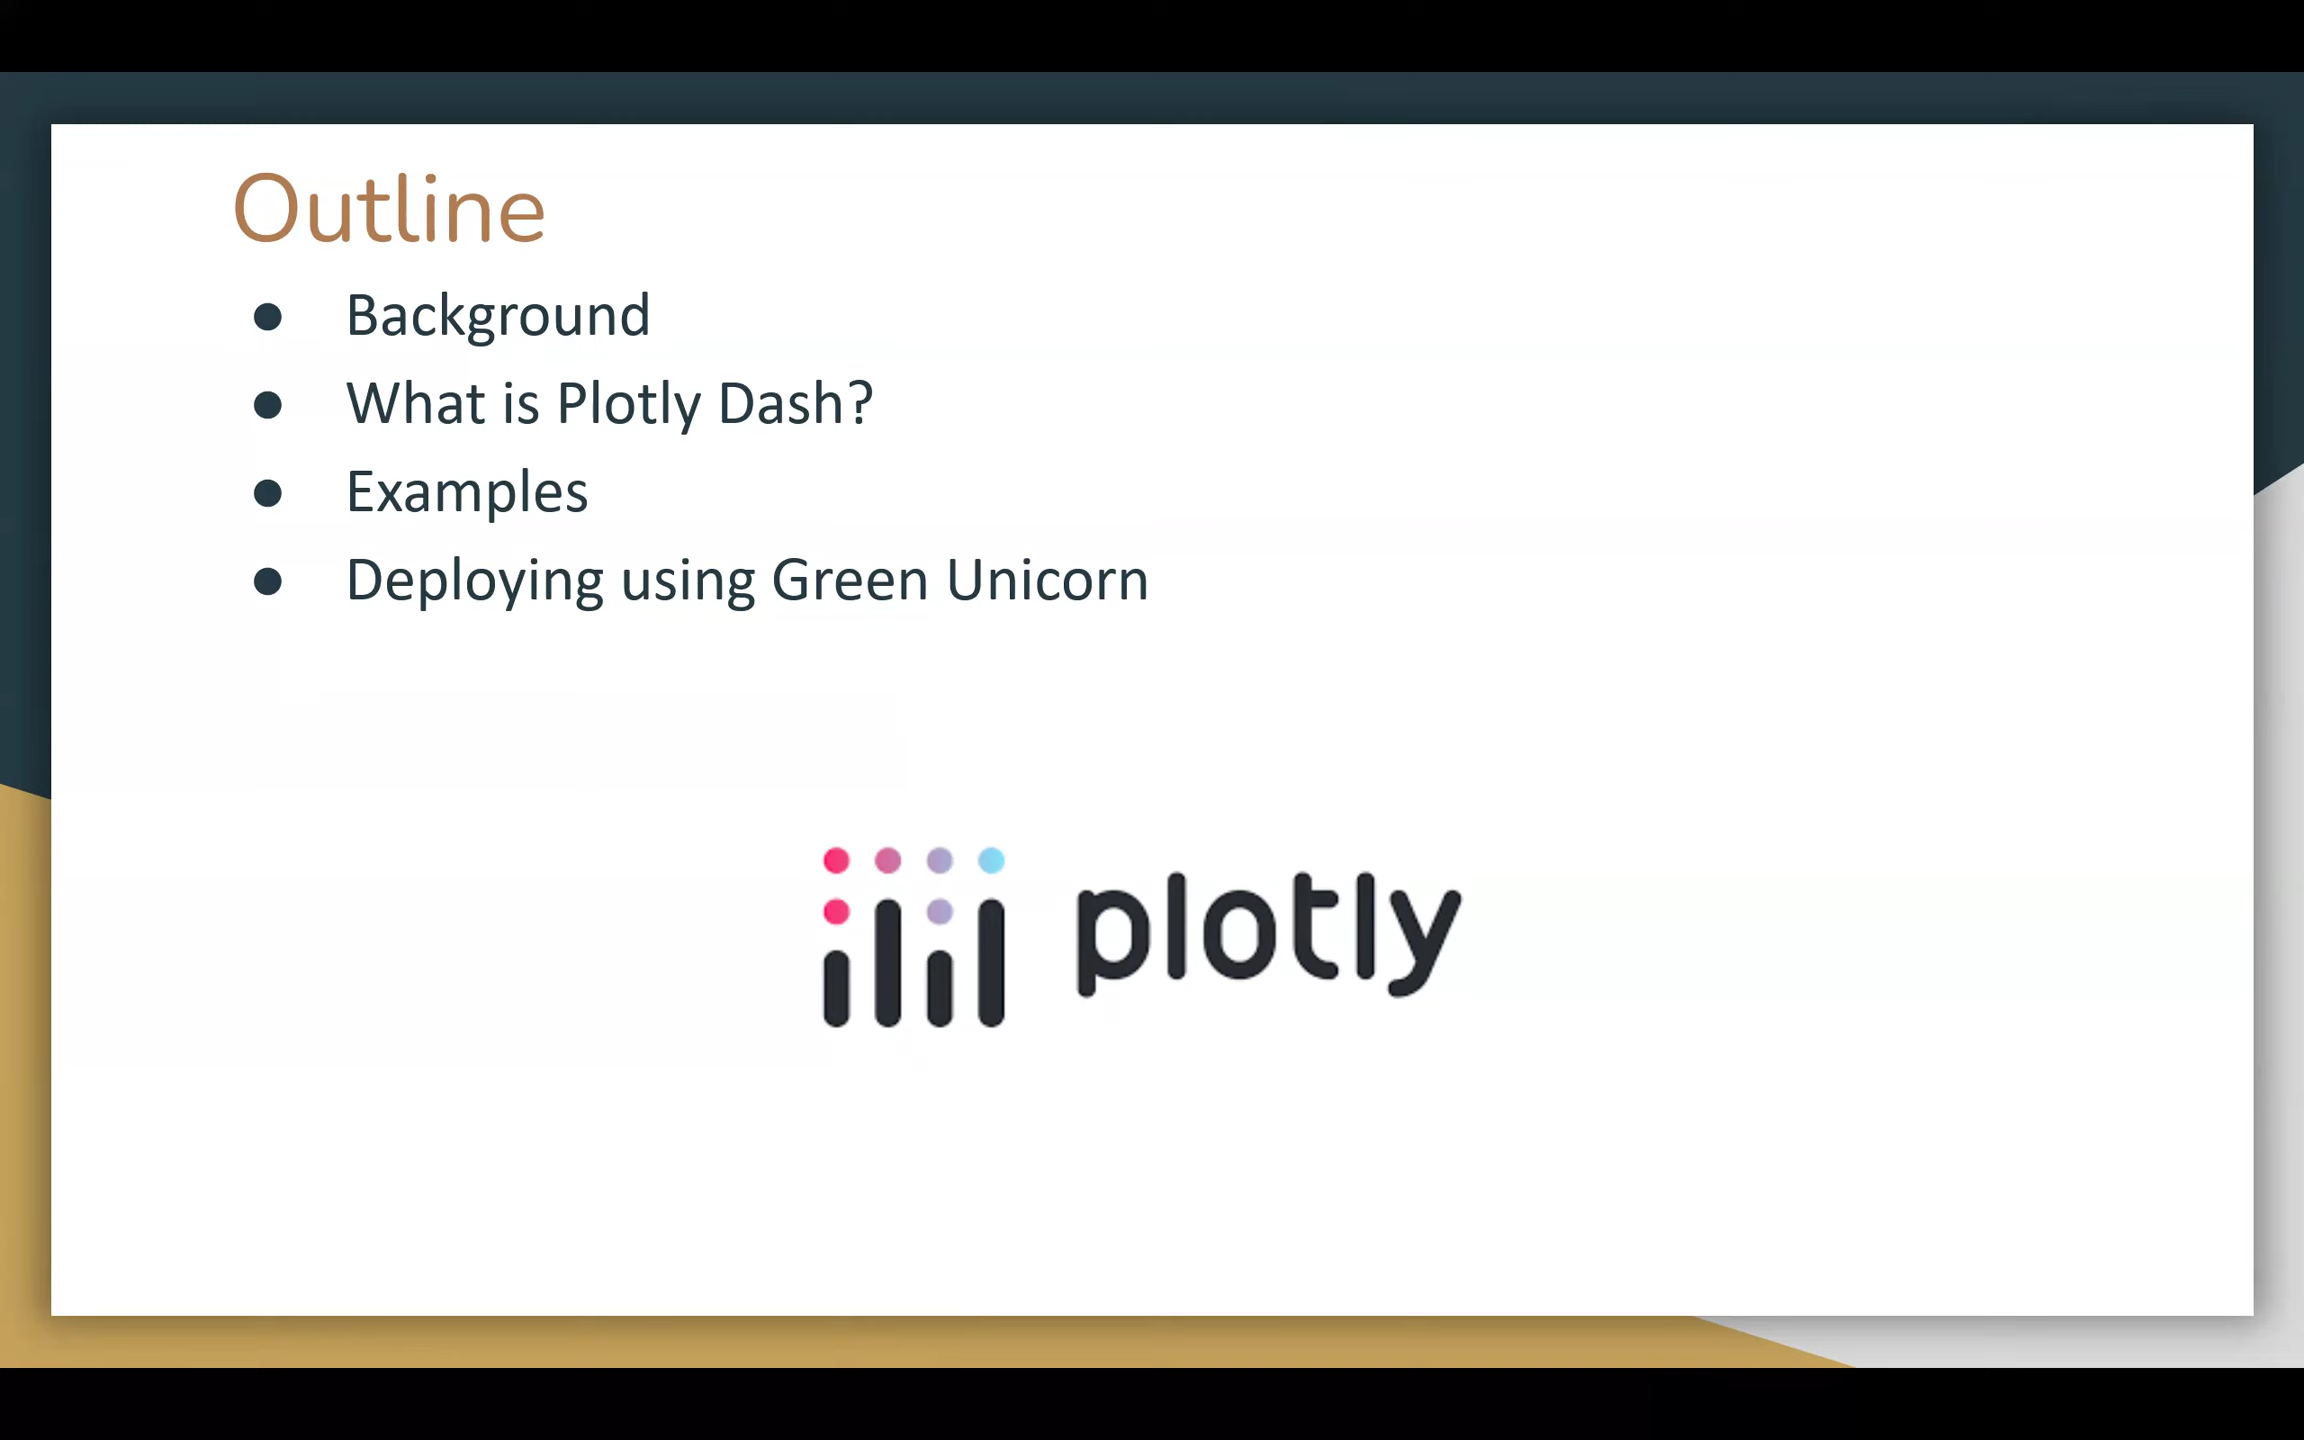 Outline
● Background
● What is Plotly Dash?
● Examples
● Deploying using Green Unicorn
plotly